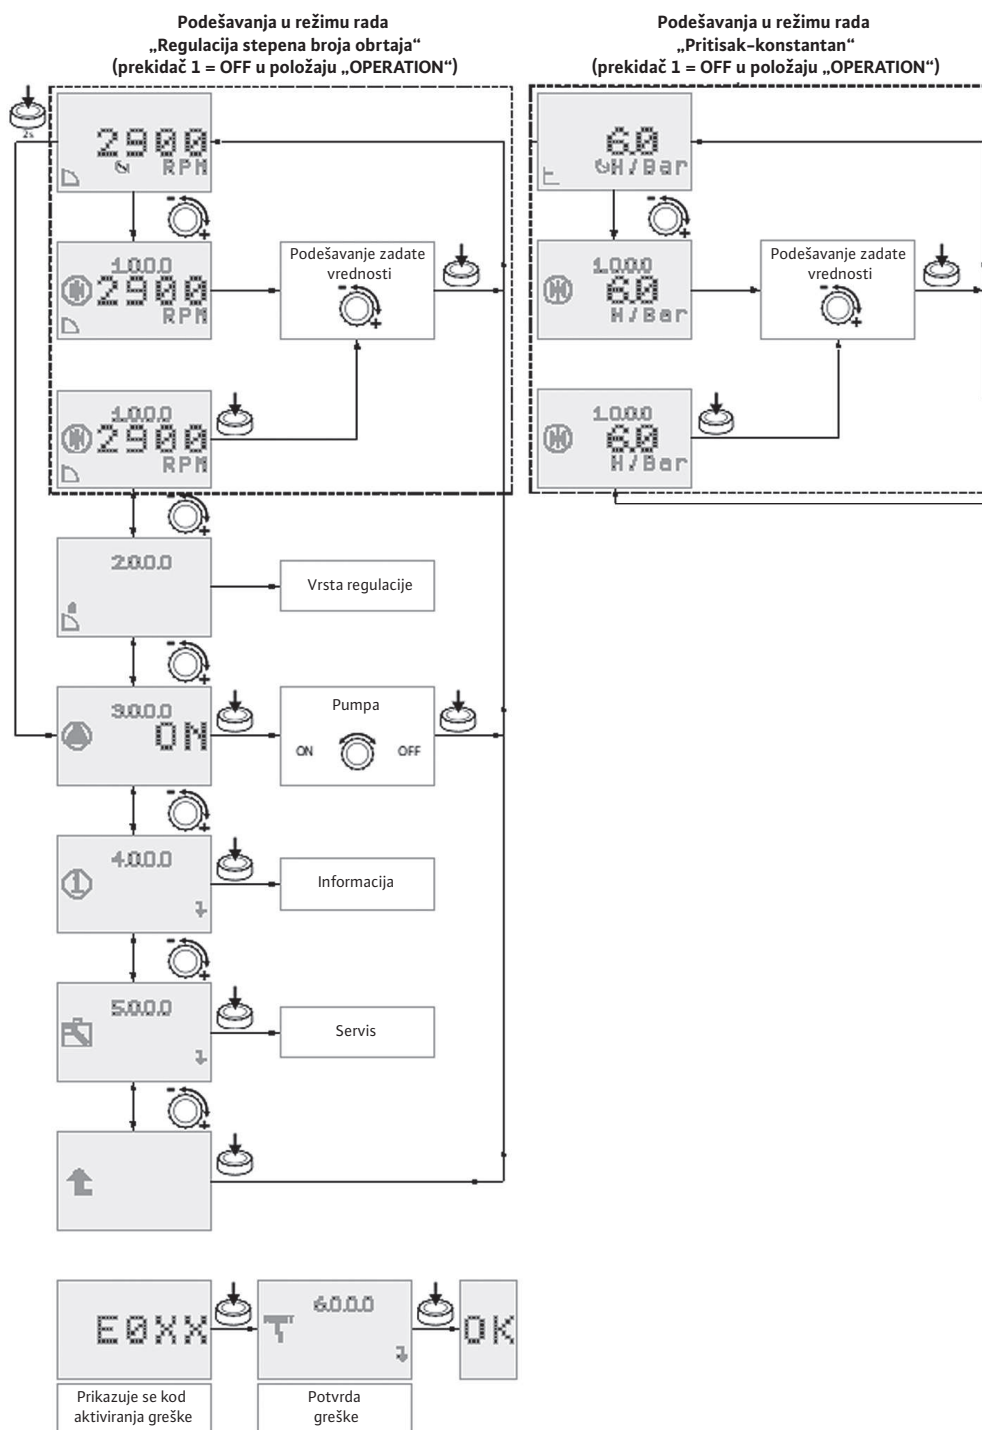 Podešavanja u režimu rada
„Regulacija stepena broja obrtaja“
(prekidač 1 = OFF u položaju „OPERATION“)
Podešavanja u režimu rada
„Pritisak-konstantan“
(prekidač 1 = OFF u položaju „OPERATION“)
2s
2900
RPM
6.0
H/Bar
- +
- +
1.0.0.0
2900
RPM
Podešavanje zadate
vrednosti
- +
1.0.0.0
6.0
H/Bar
Podešavanje zadate
vrednosti
- +
1.0.0.0
2900
RPM
1.0.0.0
6.0
H/Bar
- +
2.0.0.0
Vrsta regulacije
- +
3.0.0.0
ON
Pumpa
ON OFF
- +
4.0.0.0
1
Informacija
- +
5.0.0.0
Servis
- +
E0XX
6.0.0.0
RESET
OK
Prikazuje se kod
aktiviranja greške
Potvrda
greške